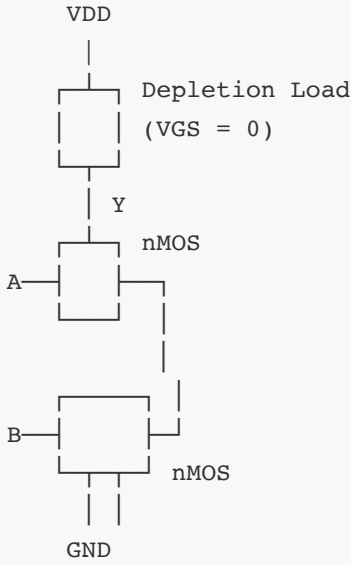 VDD
Depletion Load
(VGS = 0)
Y
nMOS
A
B
nMOS
GND